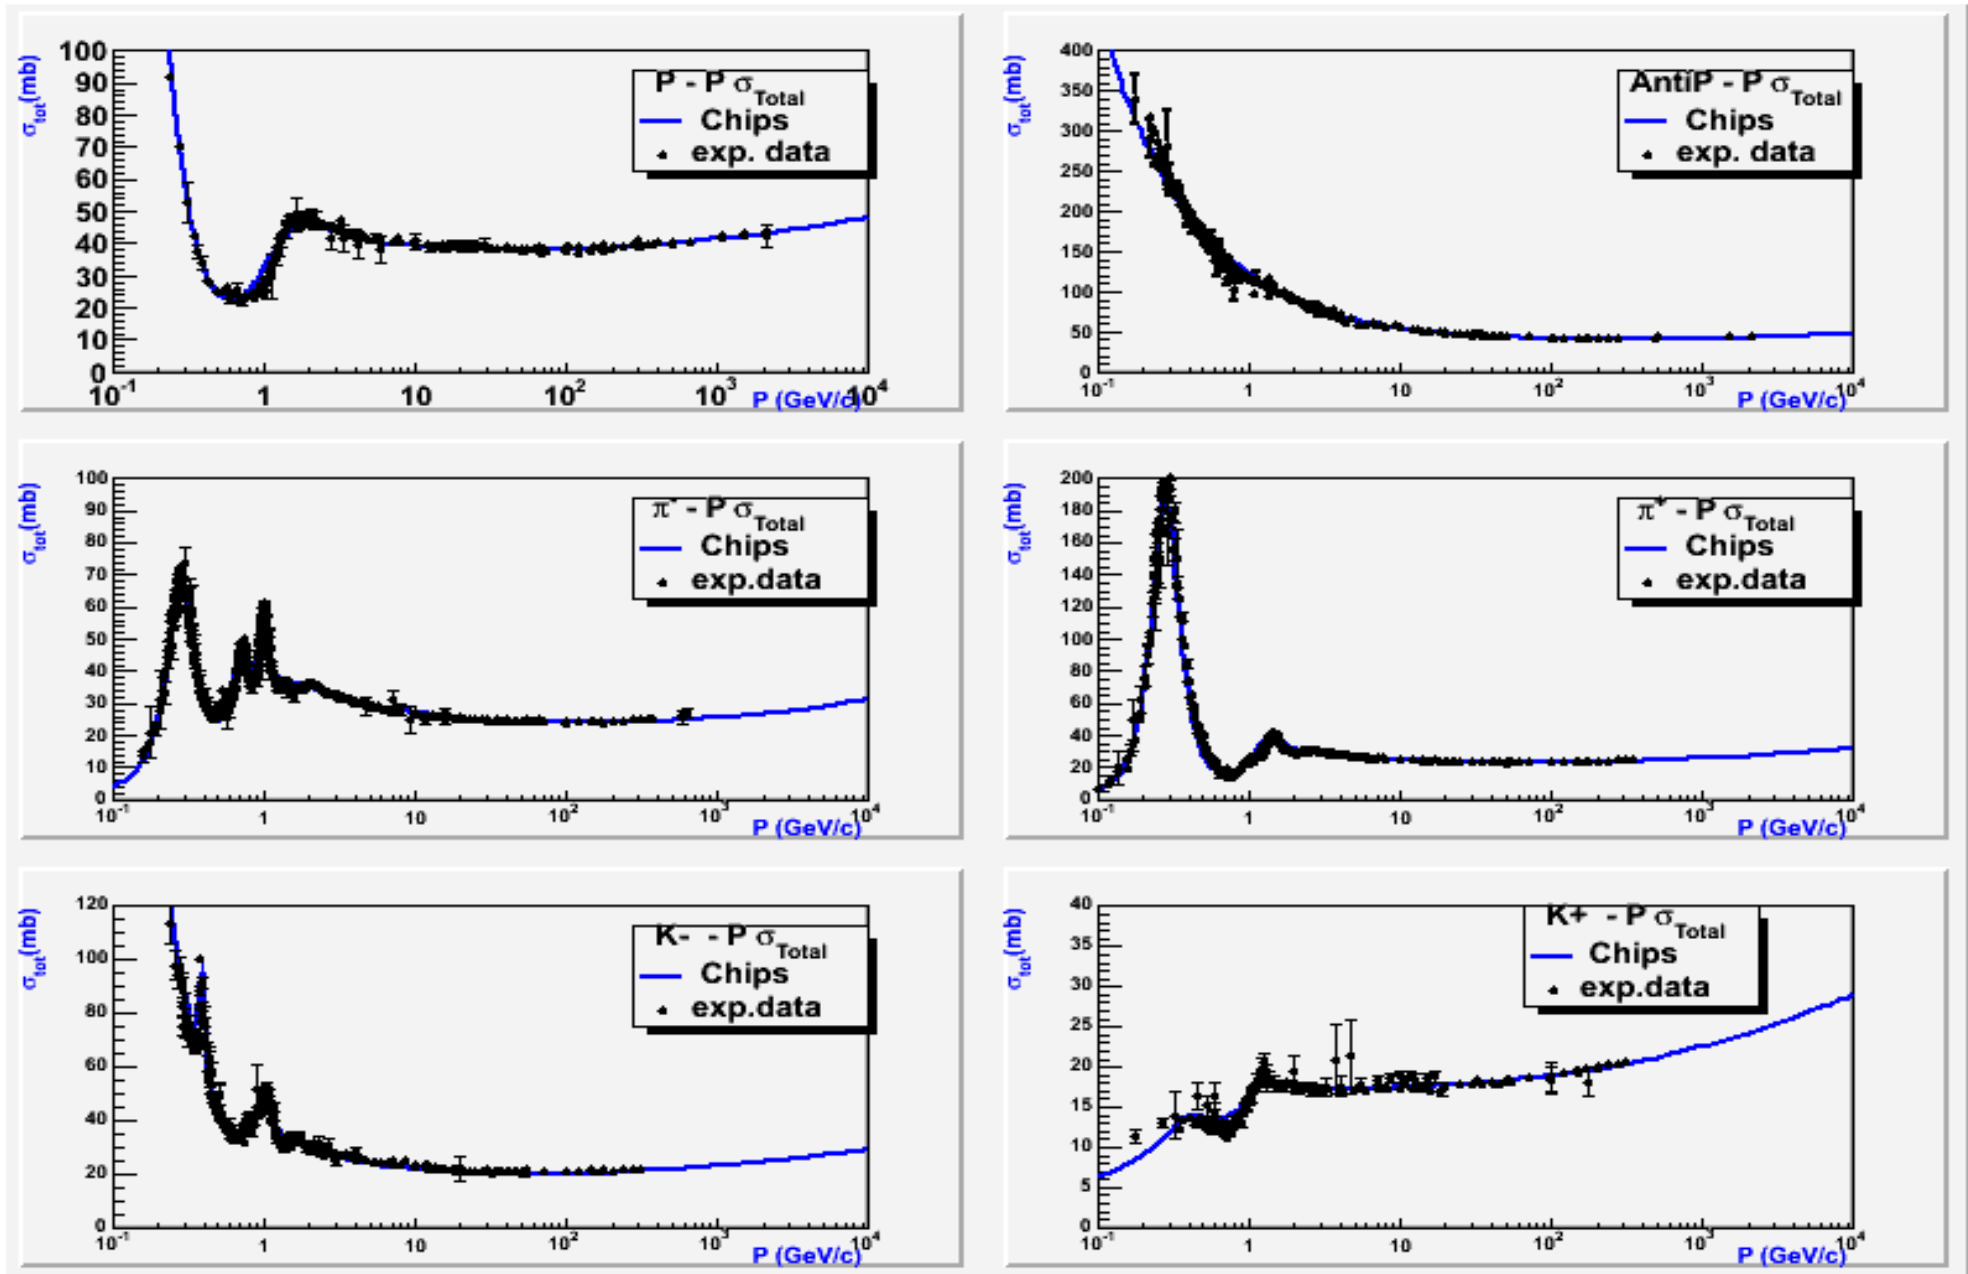 σtot(mb)
100
90
80
70
60
50
40
30
20
10
0
P - P σTotal
Chips
exp. data
10-1 1 10 102 103 104
P (GeV/c)
σtot(mb)
400
350
300
250
200
150
100
50
0
AntiP - P σTotal
Chips
exp. data
10-1 1 10 102 103 104
P (GeV/c)
σtot(mb)
100
90
80
70
60
50
40
30
20
10
0
π- - P σTotal
Chips
exp.data
10-1 1 10 102 103 104
P (GeV/c)
σtot(mb)
200
180
160
140
120
100
80
60
40
20
0
π+ - P σTotal
Chips
exp.data
10-1 1 10 102 103 104
P (GeV/c)
σtot(mb)
120
100
80
60
40
20
0
K- - P σTotal
Chips
exp.data
10-1 1 10 102 103 104
P (GeV/c)
σtot(mb)
40
35
30
25
20
15
10
5
0
K+ - P σTotal
Chips
exp.data
10-1 1 10 102 103 104
P (GeV/c)